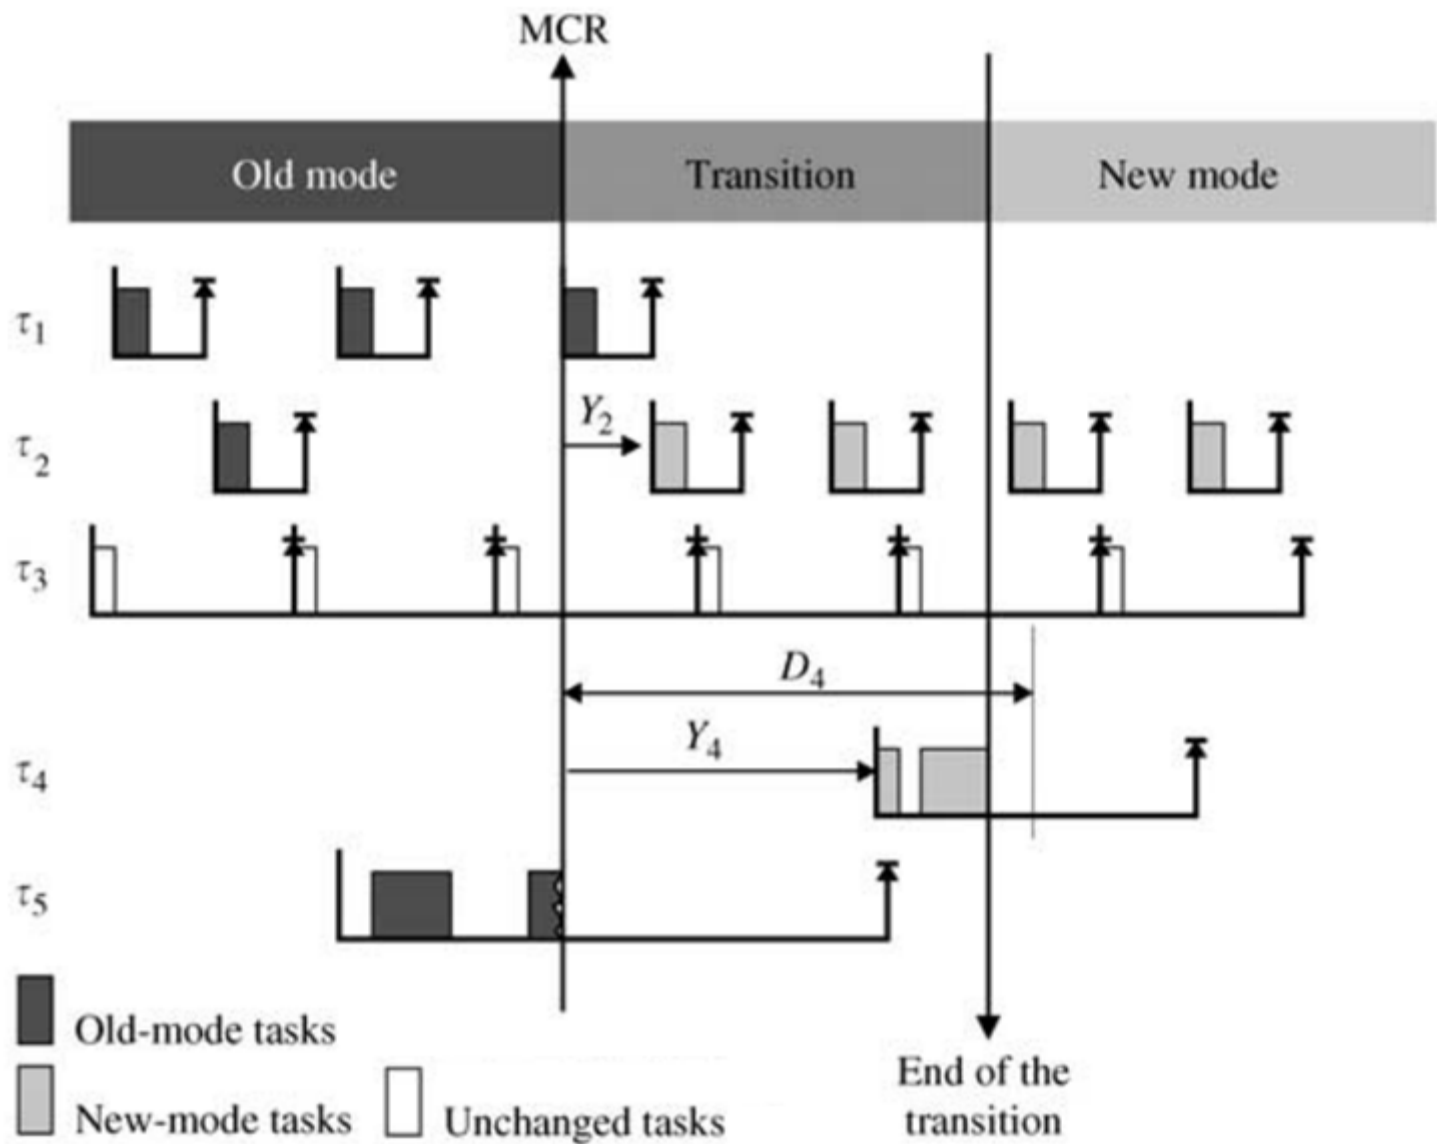 MCR
Old mode
Transition
New mode
τ1
τ2
Y2
τ3
D4
τ4
Y4
τ5
Old-mode tasks
New-mode tasks
Unchanged tasks
End of the
transition